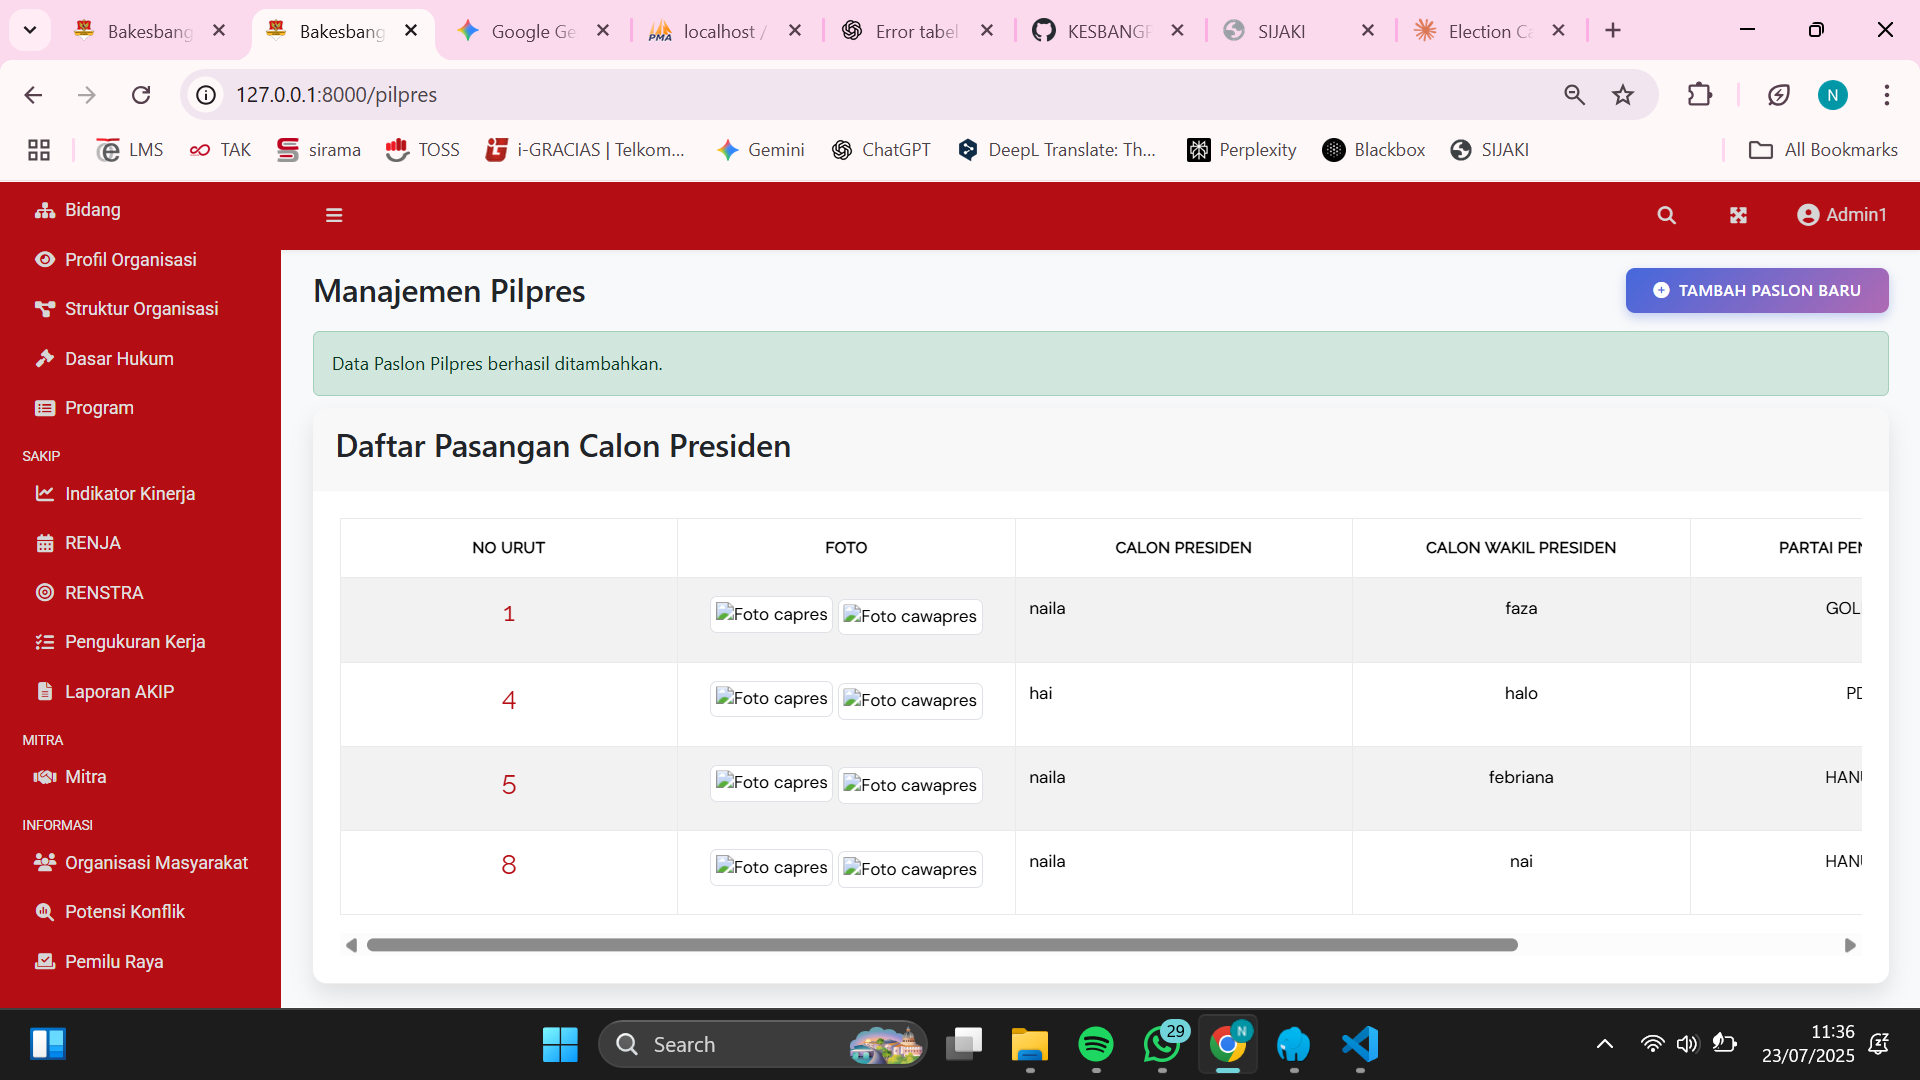 Bakesbang
Bakesbang
Google Ge
localhost /
Error tabel
KESBANGP
SIJAKI
Election Ca
127.0.0.1:8000/pilpres
N
LMS
TAK
sirama
TOSS
i-GRACIAS | Telkom...
Gemini
ChatGPT
DeepL Translate: Th...
Perplexity
Blackbox
SIJAKI
All Bookmarks
Bidang
Profil Organisasi
Struktur Organisasi
Dasar Hukum
Program
SAKIP
Indikator Kinerja
RENJA
RENSTRA
Pengukuran Kerja
Laporan AKIP
MITRA
Mitra
INFORMASI
Organisasi Masyarakat
Potensi Konflik
Pemilu Raya
Admin1
Manajemen Pilpres
TAMBAH PASLON BARU
Data Paslon Pilpres berhasil ditambahkan.
Daftar Pasangan Calon Presiden
NO URUT FOTO CALON PRESIDEN CALON WAKIL PRESIDEN PARTAI PEN
1 Foto capres Foto cawapres naila faza GOL
4 Foto capres Foto cawapres hai halo PD
5 Foto capres Foto cawapres naila febriana HANU
8 Foto capres Foto cawapres naila nai HANU
Search
29
N
11:36
23/07/2025